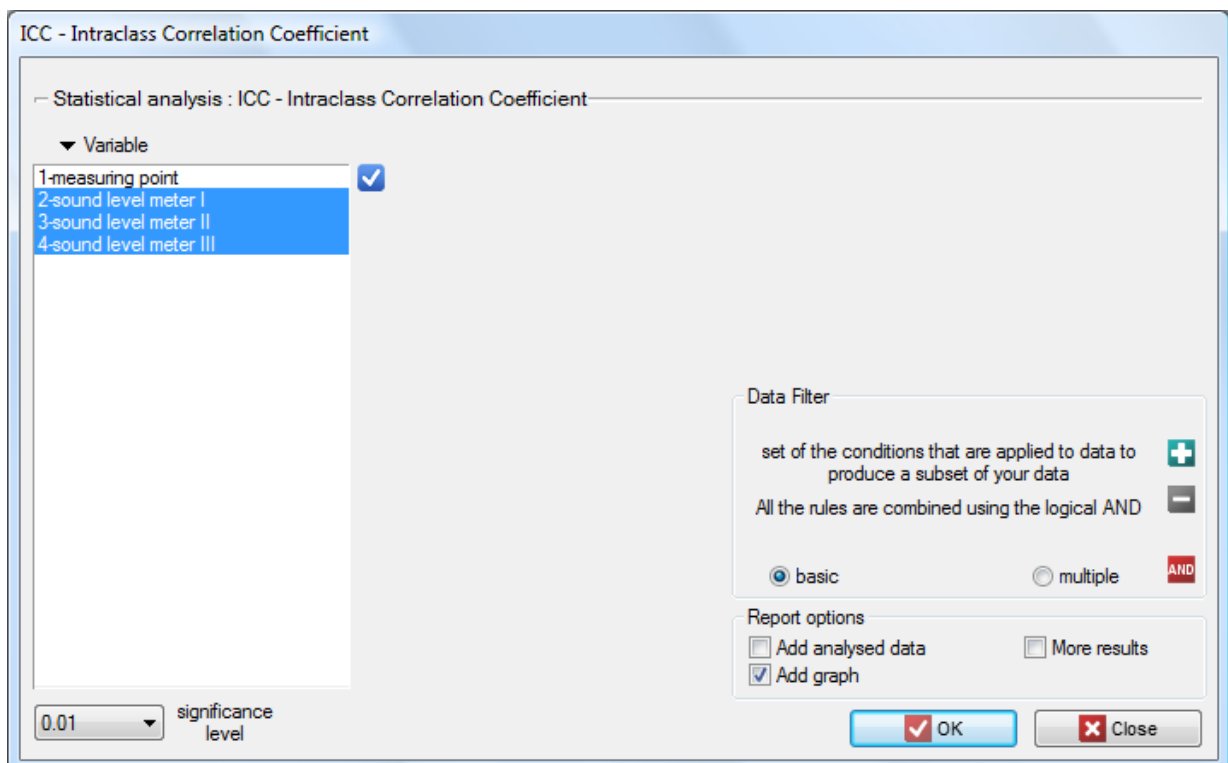 ICC - Intraclass Correlation Coefficient
Statistical analysis : ICC - Intraclass Correlation Coefficient
Variable
1-measuring point
2-sound level meter I
3-sound level meter II
4-sound level meter III
Data Filter
set of the conditions that are applied to data to
produce a subset of your data
All the rules are combined using the logical AND
basic multiple AND
Report options
Add analysed data More results
Add graph
0.01 significance
level
OK Close